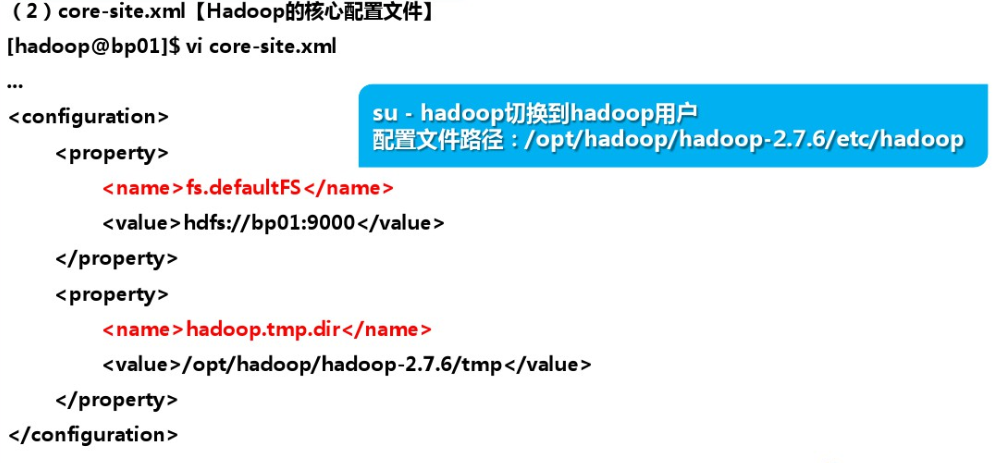 （2）core-site.xml【Hadoop的核心配置文件】
[hadoop@bp01]$ vi core-site.xml
...
<configuration>
su - hadoop切换到hadoop用户
配置文件路径：/opt/hadoop/hadoop-2.7.6/etc/hadoop
<property>
<name>fs.defaultFS</name>
<value>hdfs://bp01:9000</value>
</property>
<property>
<name>hadoop.tmp.dir</name>
<value>/opt/hadoop/hadoop-2.7.6/tmp</value>
</property>
</configuration>